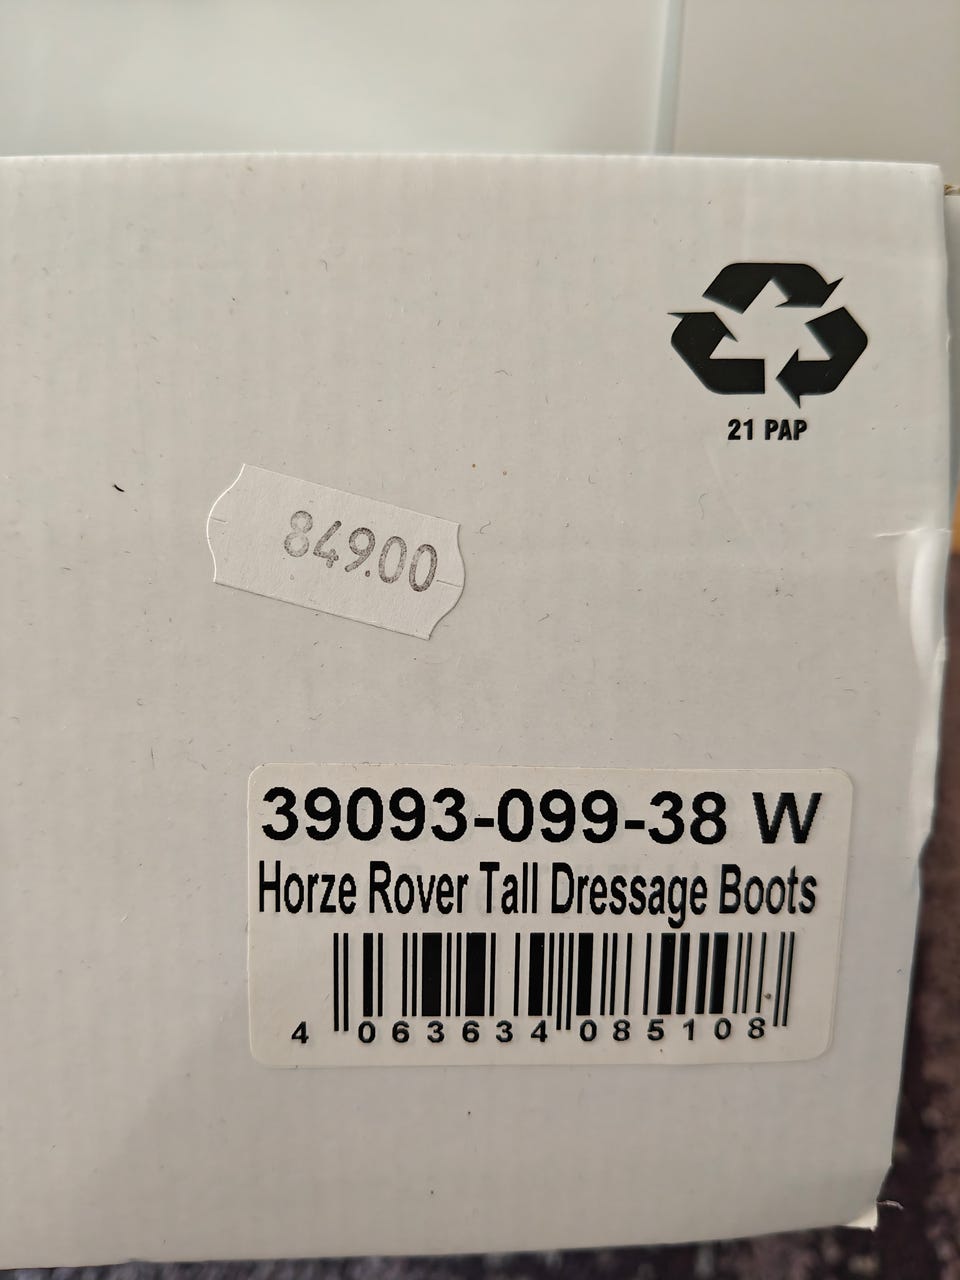 21 PAP
849.00
39093-099-38 W
Horze Rover Tall Dressage Boots
4 063634 085108